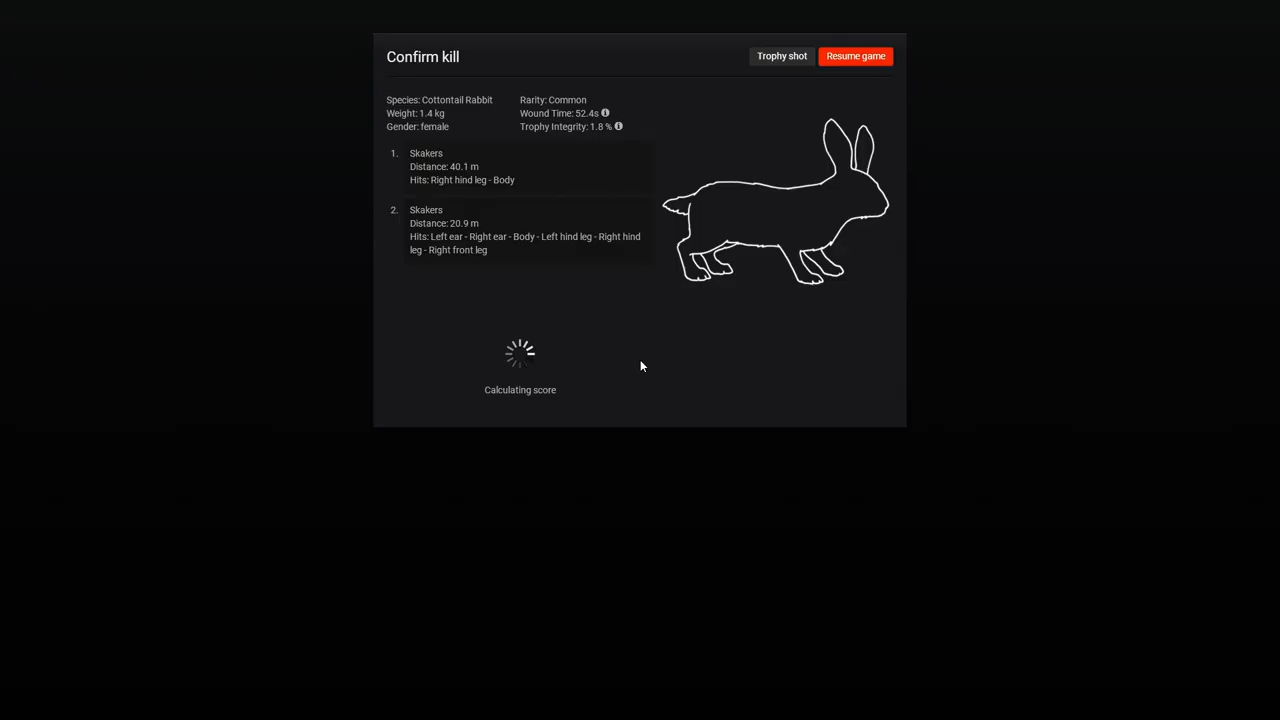 Confirm kill
Trophy shot
Resume game
Species: Cottontail Rabbit
Rarity: Common
Weight: 1.4 kg
Wound Time: 52.4s
Gender: female
Trophy Integrity: 1.8 %
1. Skakers
Distance: 40.1 m
Hits: Right hind leg - Body
2. Skakers
Distance: 20.9 m
Hits: Left ear - Right ear - Body - Left hind leg - Right hind
leg - Right front leg
Calculating score